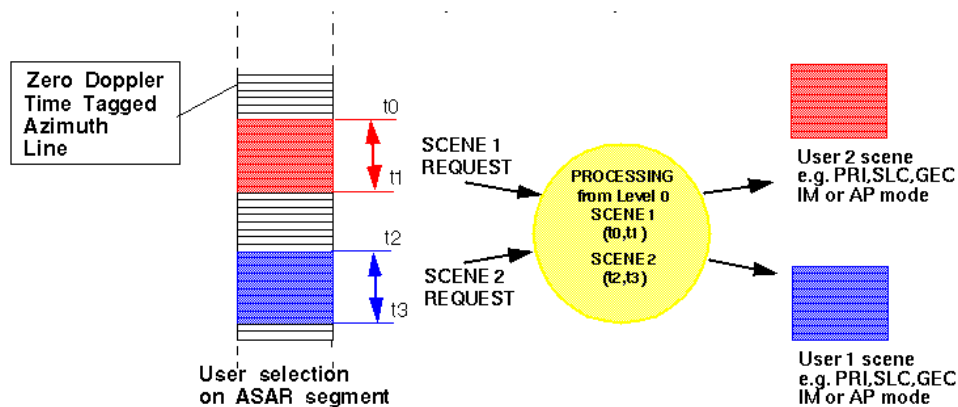 Zero Doppler
Time Tagged
Azimuth
Line
t0
t1
t2
t3
User selection
on ASAR segment
SCENE 1
REQUEST
SCENE 2
REQUEST
PROCESSING
from Level 0
SCENE 1
(t0,t1)
SCENE 2
(t2,t3)
User 2 scene
e.g. PRI,SLC,GEC
IM or AP mode
User 1 scene
e.g. PRI,SLC,GEC
IM or AP mode